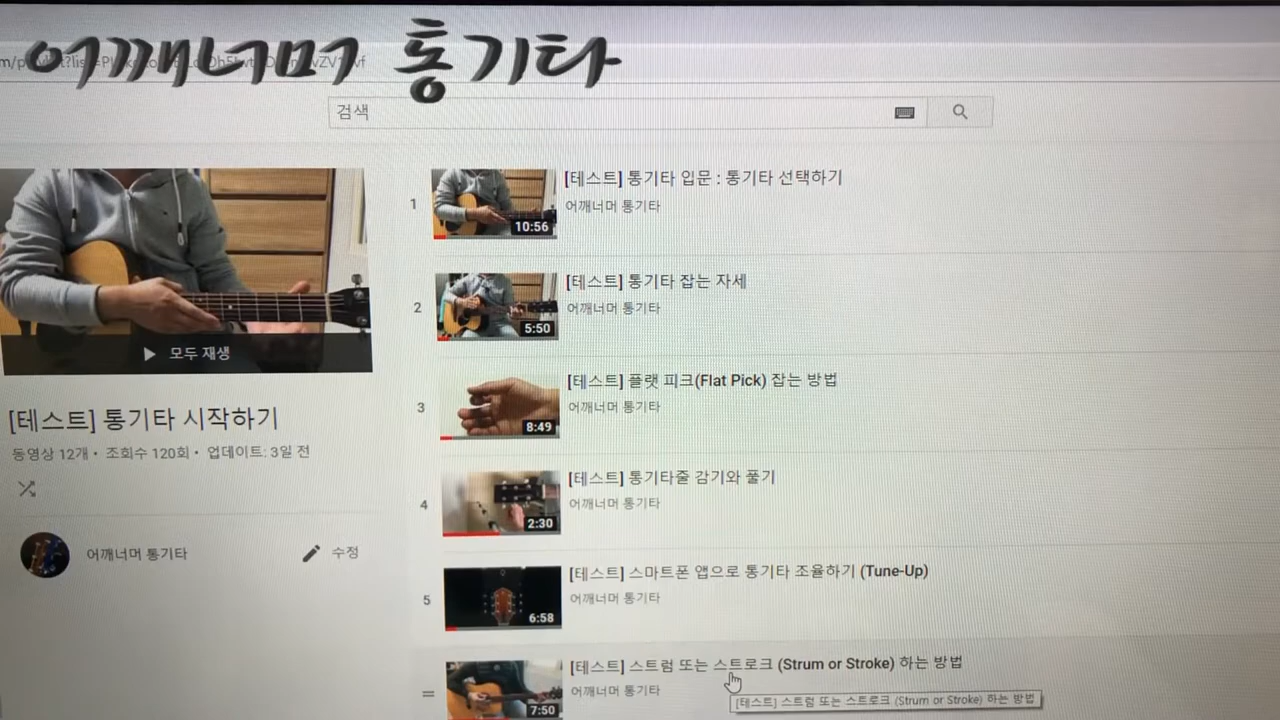 어깨너머 통기타
검색
1
[테스트] 통기타 입문 : 통기타 선택하기
어깨너머 통기타
10:56
2
[테스트] 통기타 잡는 자세
어깨너머 통기타
5:50
3
[테스트] 플랫 피크(Flat Pick) 잡는 방법
어깨너머 통기타
8:49
4
[테스트] 통기타줄 감기와 풀기
어깨너머 통기타
2:30
5
[테스트] 스마트폰 앱으로 통기타 조율하기 (Tune-Up)
어깨너머 통기타
6:58
[테스트] 스트럼 또는 스트로크 (Strum or Stroke) 하는 방법
어깨너머 통기타
7:50
[테스트] 스트럼 또는 스트로크 (Strum or Stroke) 하는 방법
모두 재생
[테스트] 통기타 시작하기
동영상 12개 • 조회수 120회 • 업데이트: 3일 전
어깨너머 통기타
수정